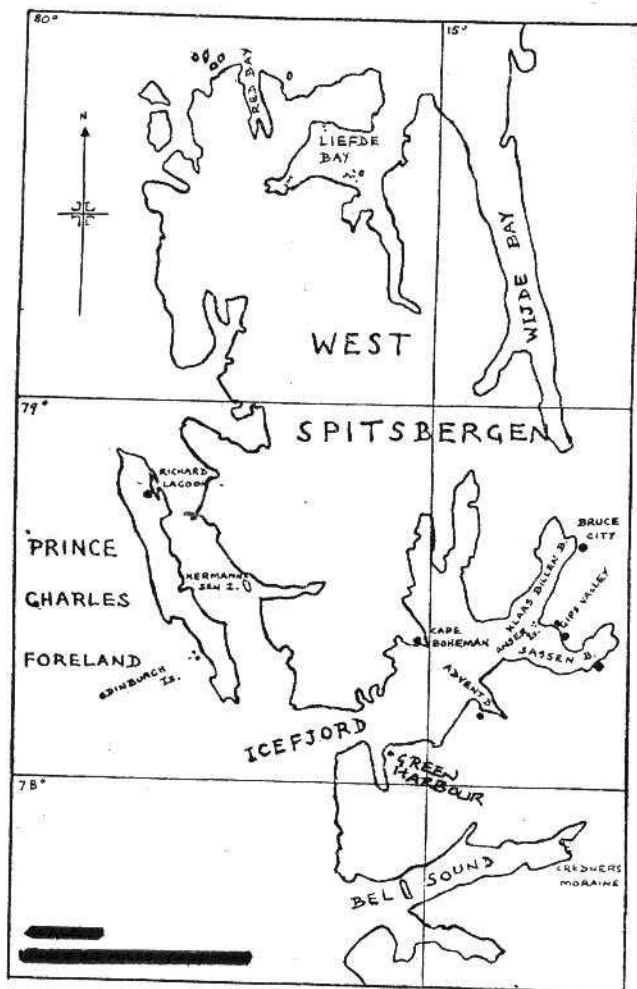 80°
15°
N
RED BAY
LIEFDE
BAY
WIJDE BAY
WEST
79°
SPITSBERGEN
RICHARD
LAGOON
PRINCE
CHARLES
FORELAND
HERMANN
SEN I.
EDINBURGH
IS.
BRUCE
CITY
KLAAS BILLEN B.
ANSER IS.
GIPS VALLEY
SASSEN B.
CAPE
BOHEMAN
ADVENT B.
ICEFJORD
78°
GREEN
HARBOUR
BEL SOUND
CREDNERS
MORAINE